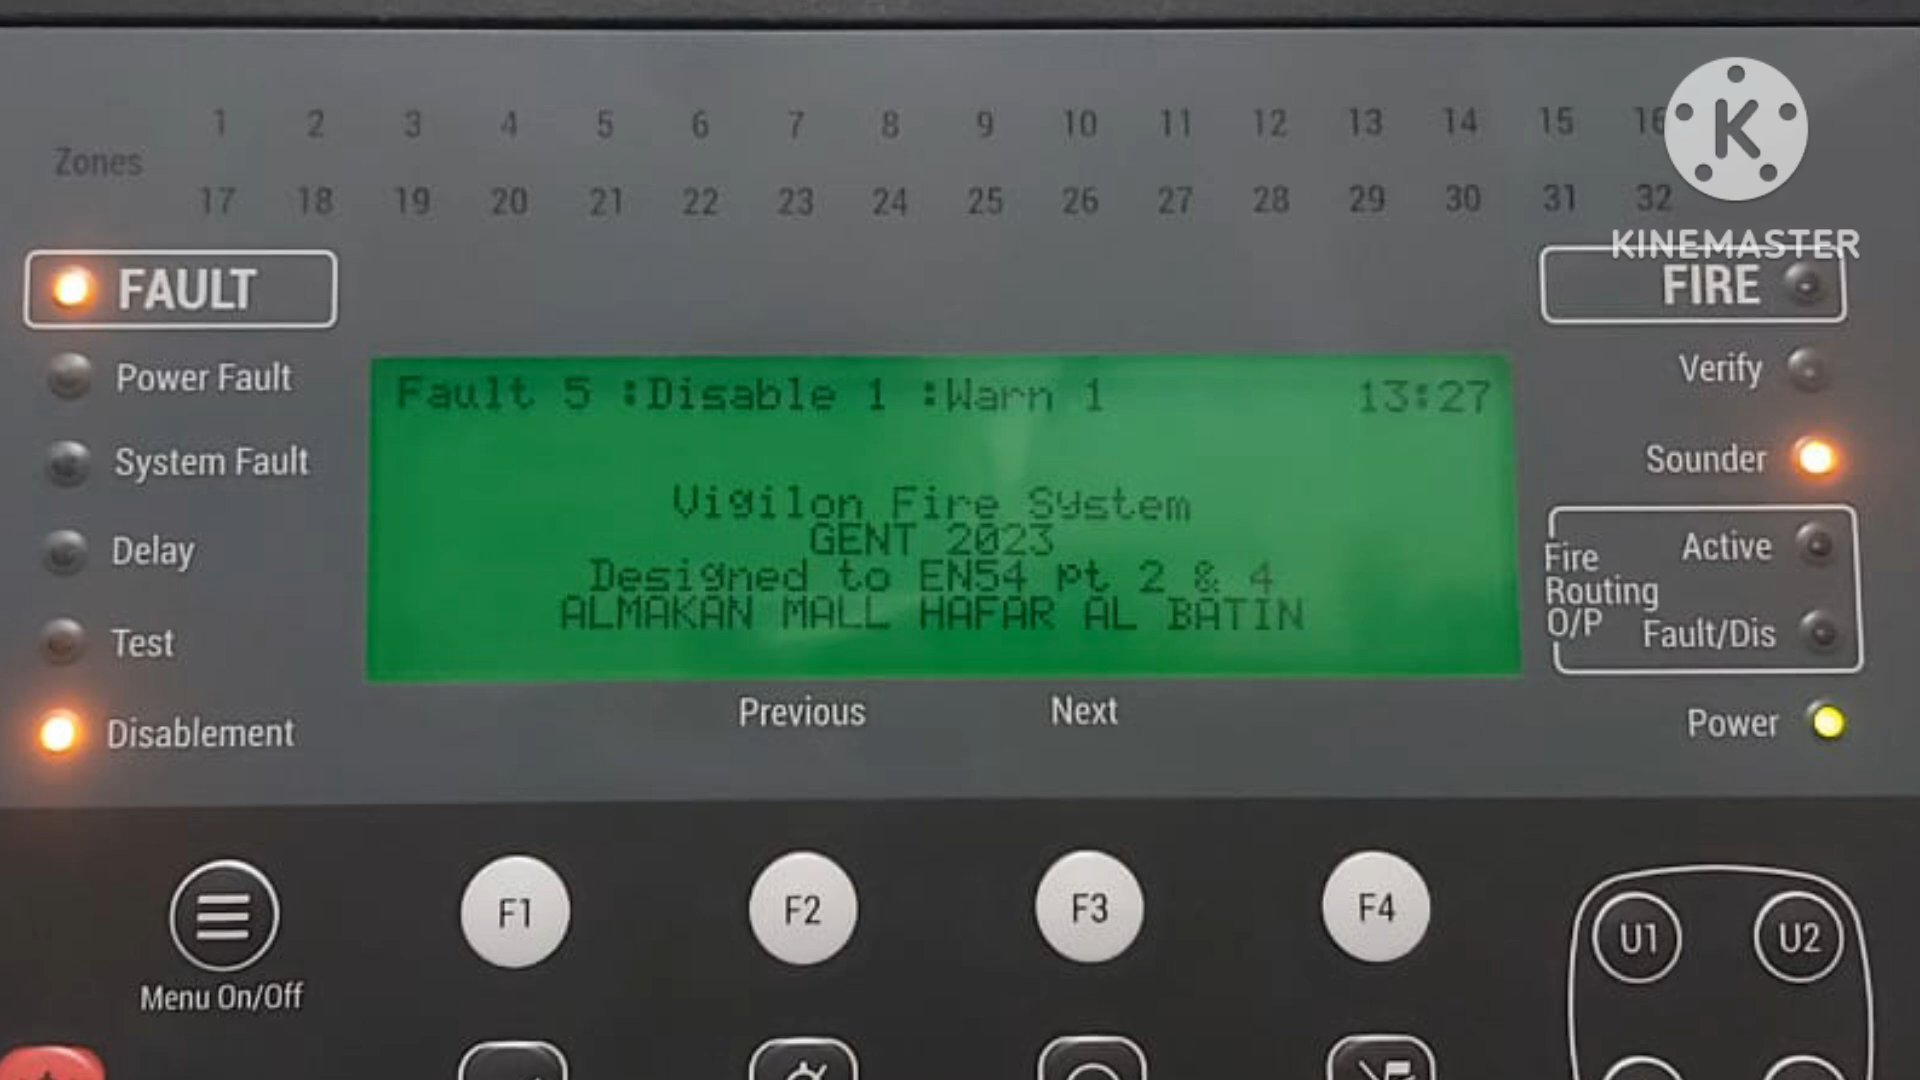 1 2 3 4 5 6 7 8 9 10 11 12 13 14 15 16
Zones
17 18 19 20 21 22 23 24 25 26 27 28 29 30 31 32
K
KINEMASTER
FAULT
Power Fault
System Fault
Delay
Test
Disablement
Fault 5 :Disable 1 :Warn 1 13:27
Vigilon Fire System
GENT 2023
Designed to EN54 pt 2 & 4
ALMAKAN MALL HAFAR AL BATIN
Previous Next
FIRE
Verify
Sounder
Fire
Routing
O/P
Active
Fault/Dis
Power
Menu On/Off
F1 F2 F3 F4
U1 U2